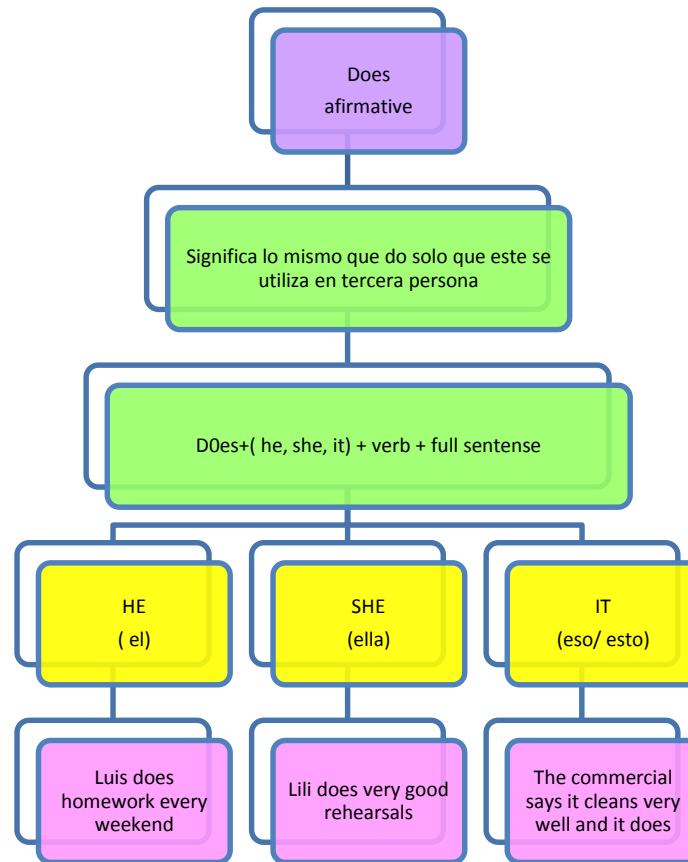 Does
afirmative
Significa lo mismo que do solo que este se
utiliza en tercera persona
D0es+( he, she, it) + verb + full sentense
HE
( el)
SHE
(ella)
IT
(eso/ esto)
Luis does
homework every
weekend
Lili does very good
rehearsals
The commercial
says it cleans very
well and it does